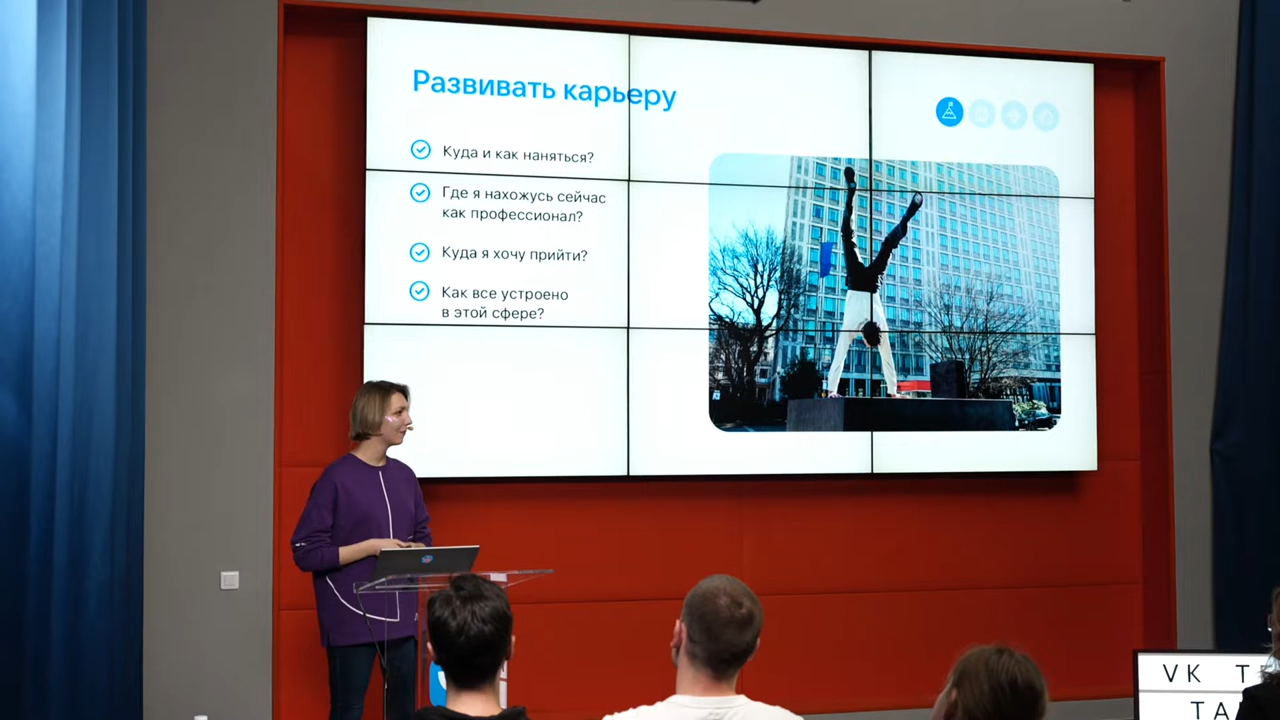 Развивать карьеру
Куда и как наняться?
Где я нахожусь сейчас
как профессионал?
Куда я хочу прийти?
Как все устроено
в этой сфере?
VK